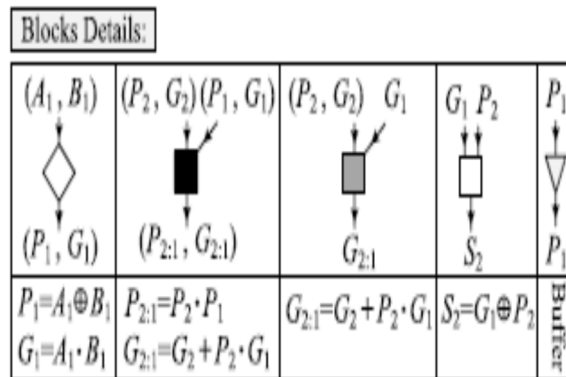 Blocks Details:
(A₁, B₁)
(P₁, G₁)
P₁=A₁⊕B₁
G₁=A₁·B₁
(P₂, G₂)(P₁, G₁)
(P₂:₁, G₂:₁)
P₂:₁=P₂·P₁
G₂:₁=G₂+P₂·G₁
(P₂, G₂) G₁
G₂:₁
G₂:₁=G₂+P₂·G₁
G₁ P₂
S₂
S₂=G₁⊕P₂
P₁
P₁
Buffer